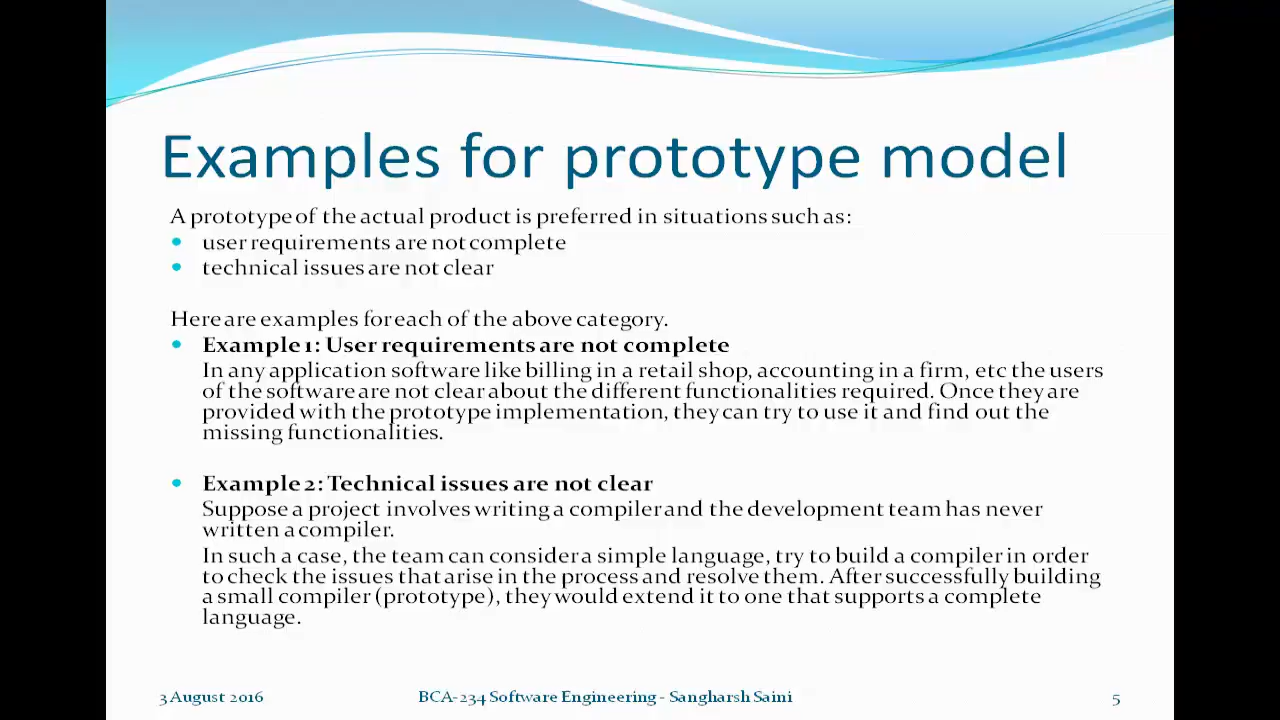 Examples for prototype model
A prototype of the actual product is preferred in situations such as:
• user requirements are not complete
• technical issues are not clear
Here are examples for each of the above category.
• Example 1: User requirements are not complete
In any application software like billing in a retail shop, accounting in a firm, etc the users
of the software are not clear about the different functionalities required. Once they are
provided with the prototype implementation, they can try to use it and find out the
missing functionalities.
• Example 2: Technical issues are not clear
Suppose a project involves writing a compiler and the development team has never
written a compiler.
In such a case, the team can consider a simple language, try to build a compiler in order
to check the issues that arise in the process and resolve them. After successfully building
a small compiler (prototype), they would extend it to one that supports a complete
language.
3 August 2016 BCA-234 Software Engineering - Sangharsh Saini 5